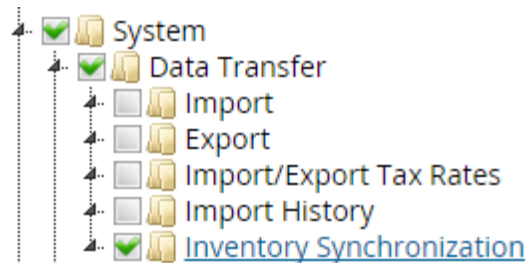 System
Data Transfer
Import
Export
Import/Export Tax Rates
Import History
Inventory Synchronization